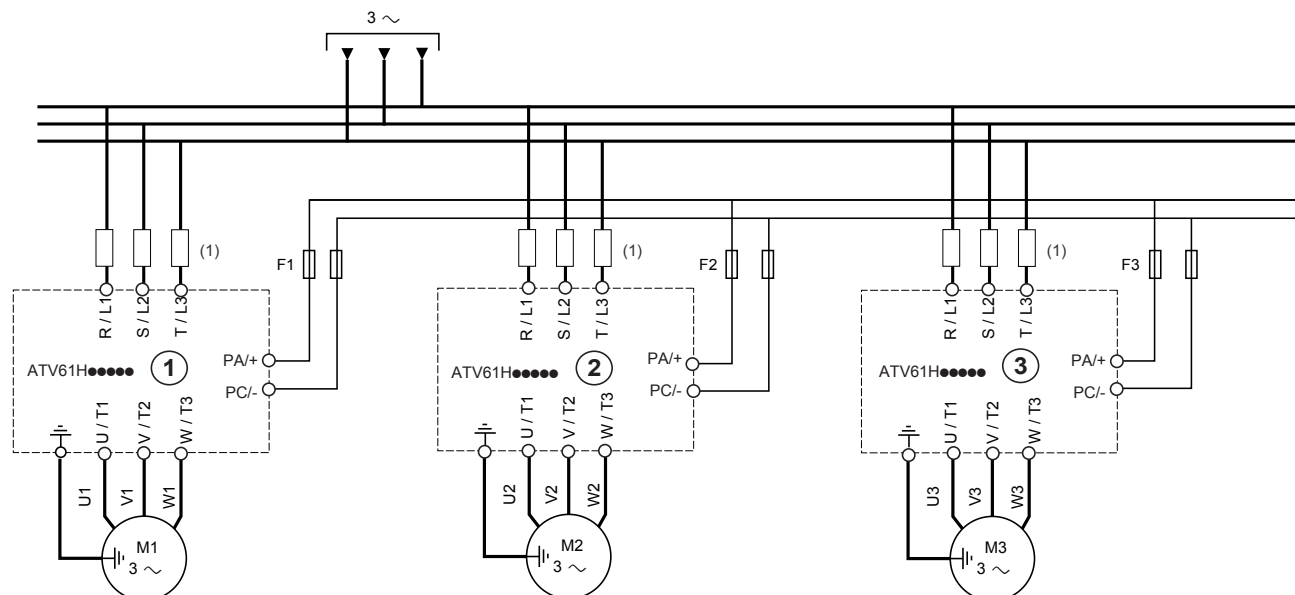 3 ~
(1)
(1)
(1)
F1
F2
F3
R / L1
S / L2
T / L3
R / L1
S / L2
T / L3
R / L1
S / L2
T / L3
ATV61H●●●●●
1
PA/+
PC/-
ATV61H●●●●●
2
PA/+
PC/-
ATV61H●●●●●
3
PA/+
PC/-
U / T1
V / T2
W / T3
U / T1
V / T2
W / T3
U / T1
V / T2
W / T3
U1
V1
W1
U2
V2
W2
U3
V3
W3
M1
3 ~
M2
3 ~
M3
3 ~